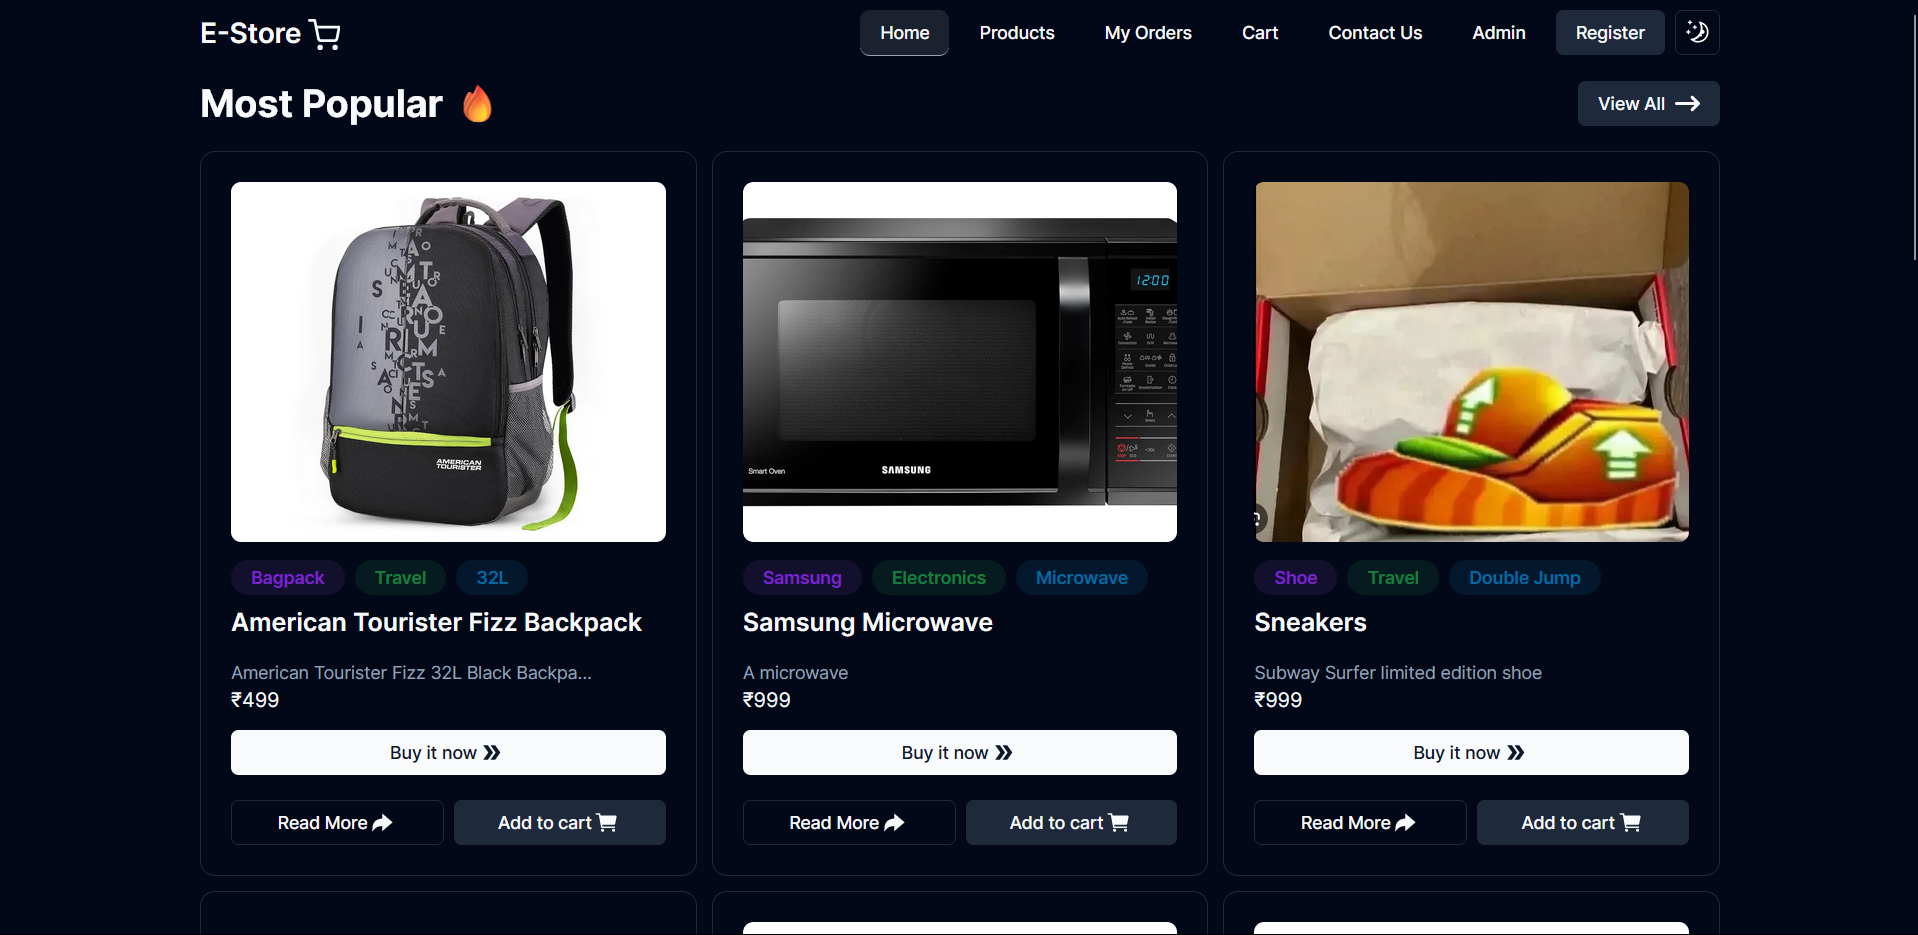 E-Store
Home Products My Orders Cart Contact Us Admin Register
Most Popular 🔥
View All →
AMERICAN
TOURISTER
12:00
Smart Oven
SAMSUNG
Bagpack Travel 32L
American Tourister Fizz Backpack
American Tourister Fizz 32L Black Backpa...
₹499
Buy it now »
Read More Add to cart
Samsung Electronics Microwave
Samsung Microwave
A microwave
₹999
Buy it now »
Read More Add to cart
Shoe Travel Double Jump
Sneakers
Subway Surfer limited edition shoe
₹999
Buy it now »
Read More Add to cart